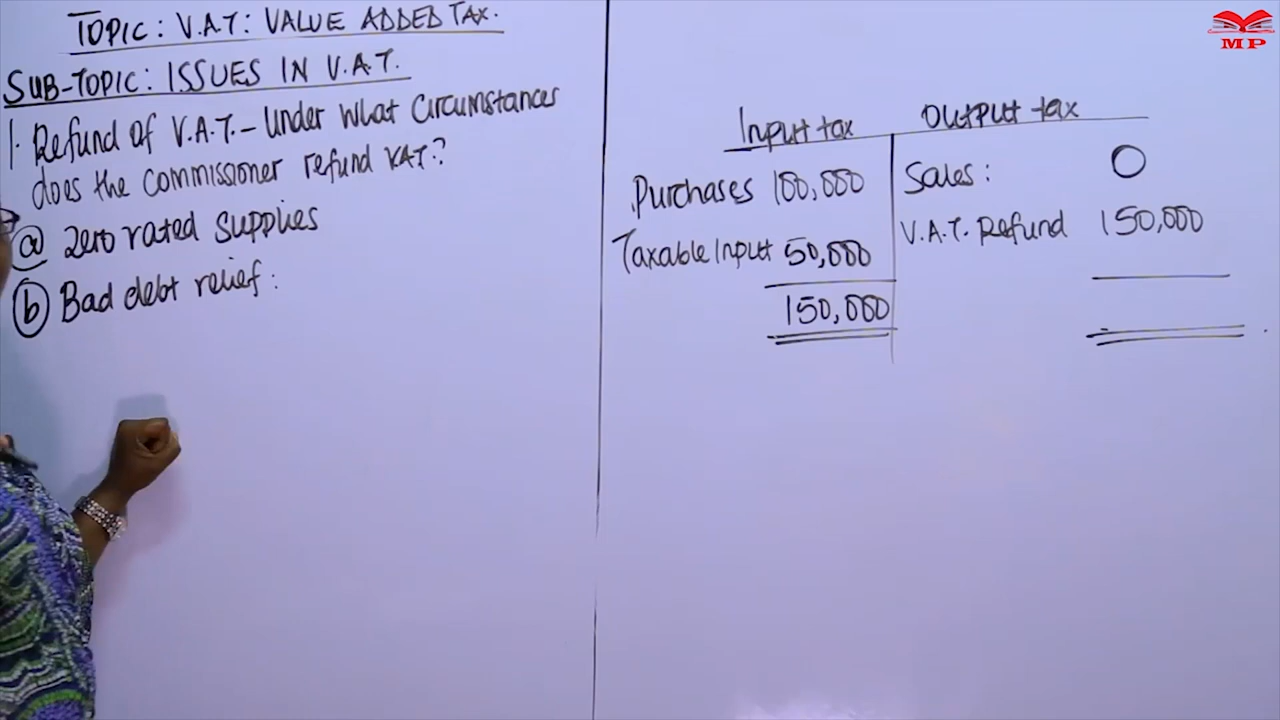 TOPIC: V.A.T: VALUE ADDED TAX.
SUB-TOPIC: ISSUES IN V.A.T.
1. Refund of V.A.T. - Under what Circumstances
does the commissioner refund VAT?
(a) Zero rated supplies
(b) Bad debt relief:
Input tax Output tax
Purchases 100,000 Sales: 0
Taxable Input 50,000 V.A.T. Refund 150,000
150,000
MP